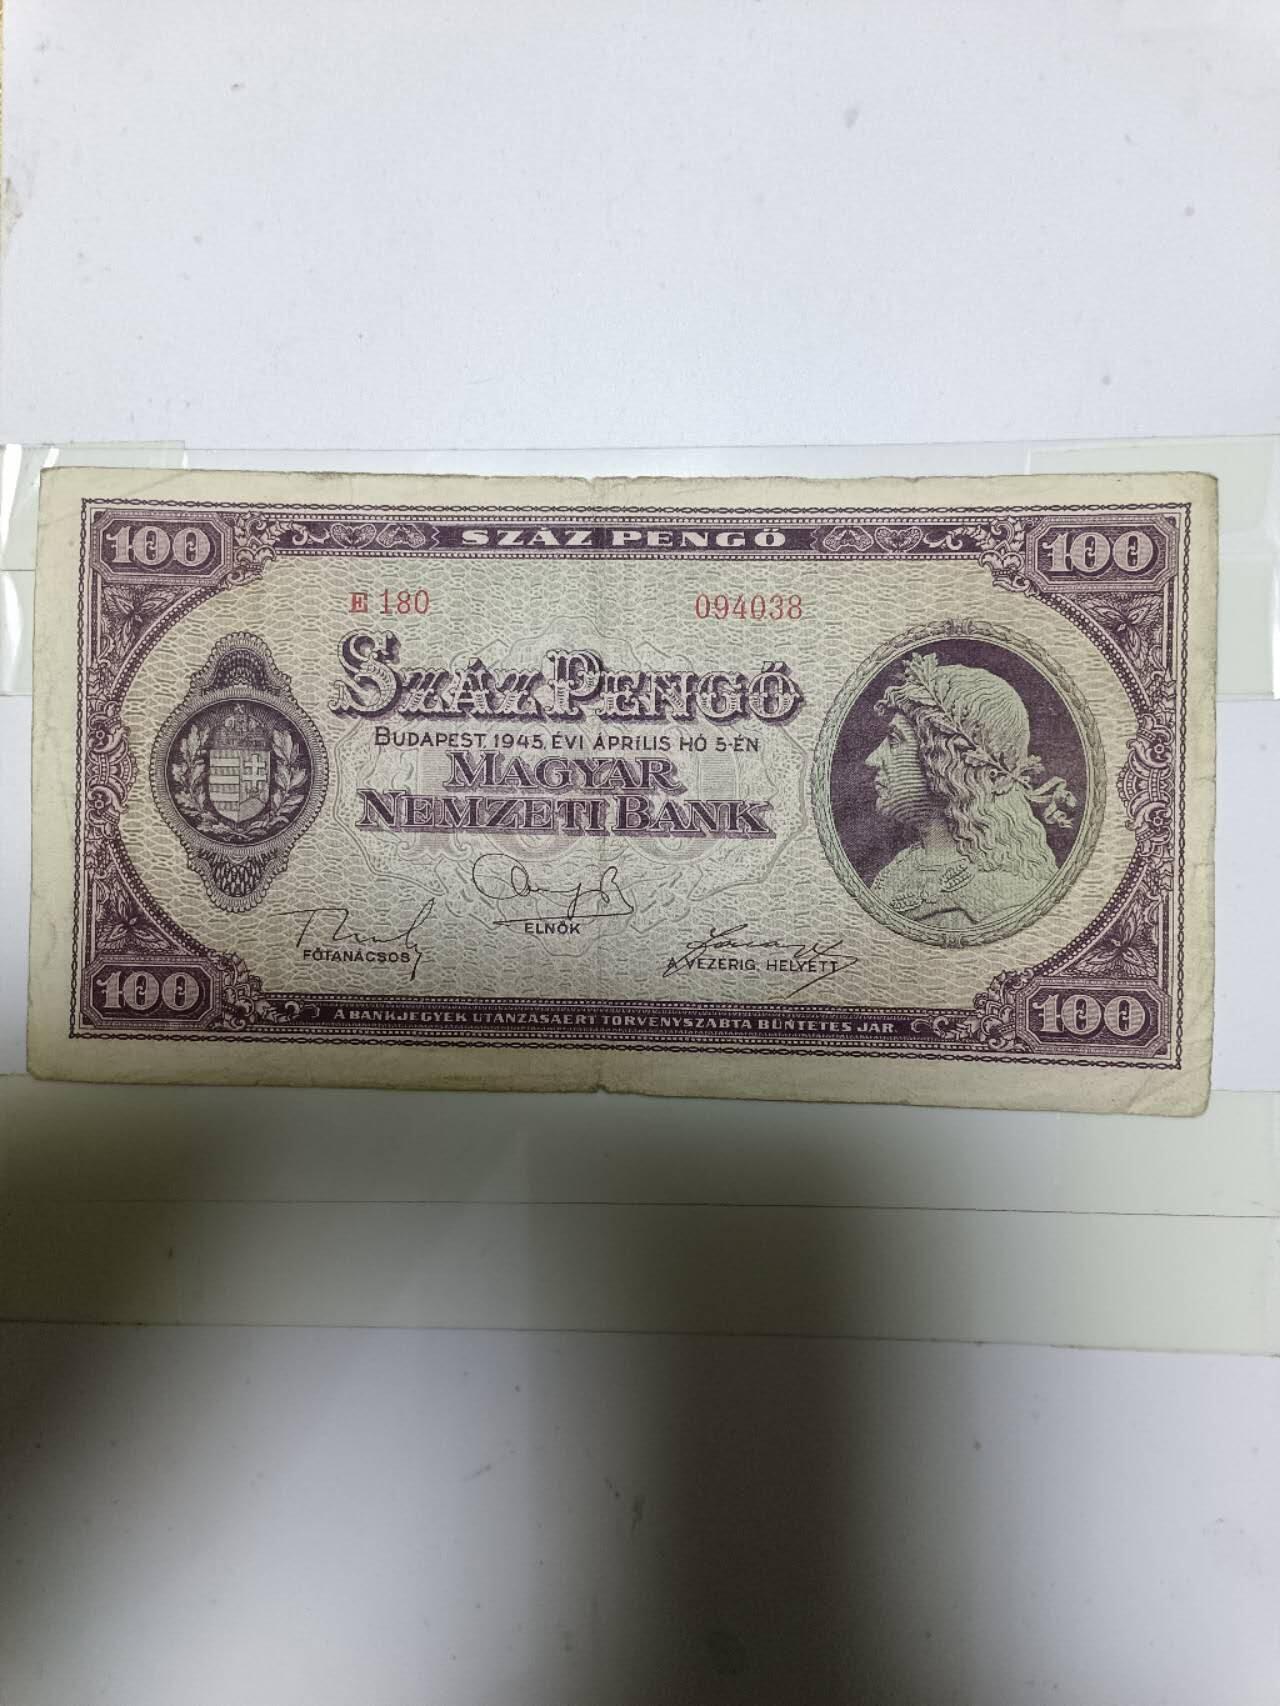 100 SZÁZ PENGŐ 100
E 180 094038
SZÁZ PENGŐ
BUDAPEST, 1945. ÉVI ÁPRILIS HÓ 5-ÉN
MAGYAR
NEMZETI BANK
ELNÖK
FŐTANÁCSOS A VEZÉRIG. HELYETT
100 A BANKJEGYEK UTÁNZÁSÁÉRT TÖRVÉNYSZABTA BÜNTETÉS JÁR. 100